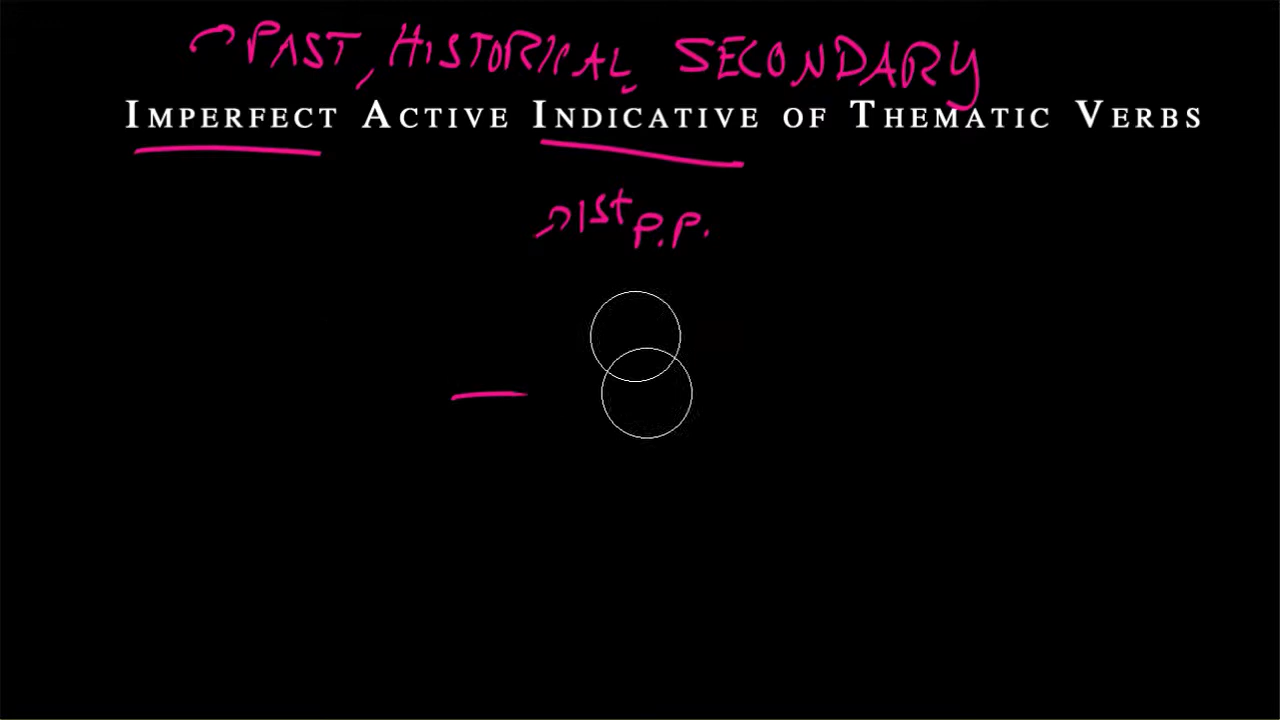 PAST, HISTORICAL, SECONDARY
IMPERFECT ACTIVE INDICATIVE OF THEMATIC VERBS
1st P.P.